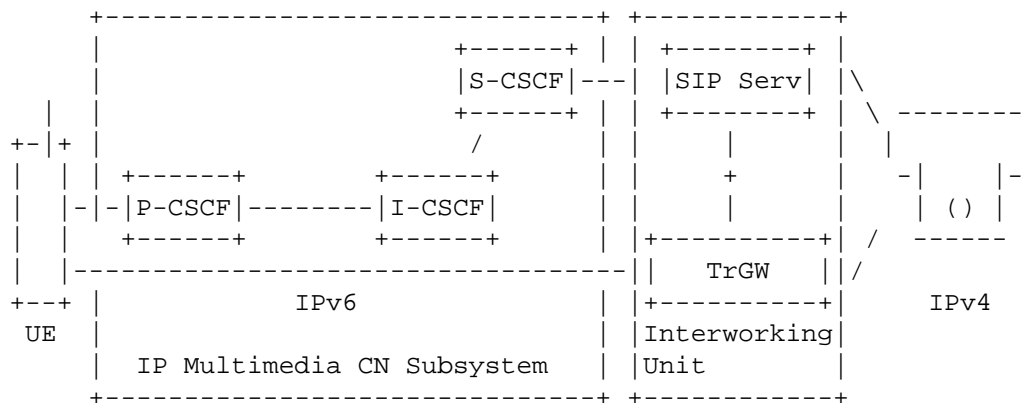 S-CSCF SIP Serv
P-CSCF I-CSCF ()
TrGW
IPv6 IPv4
UE Interworking
IP Multimedia CN Subsystem Unit